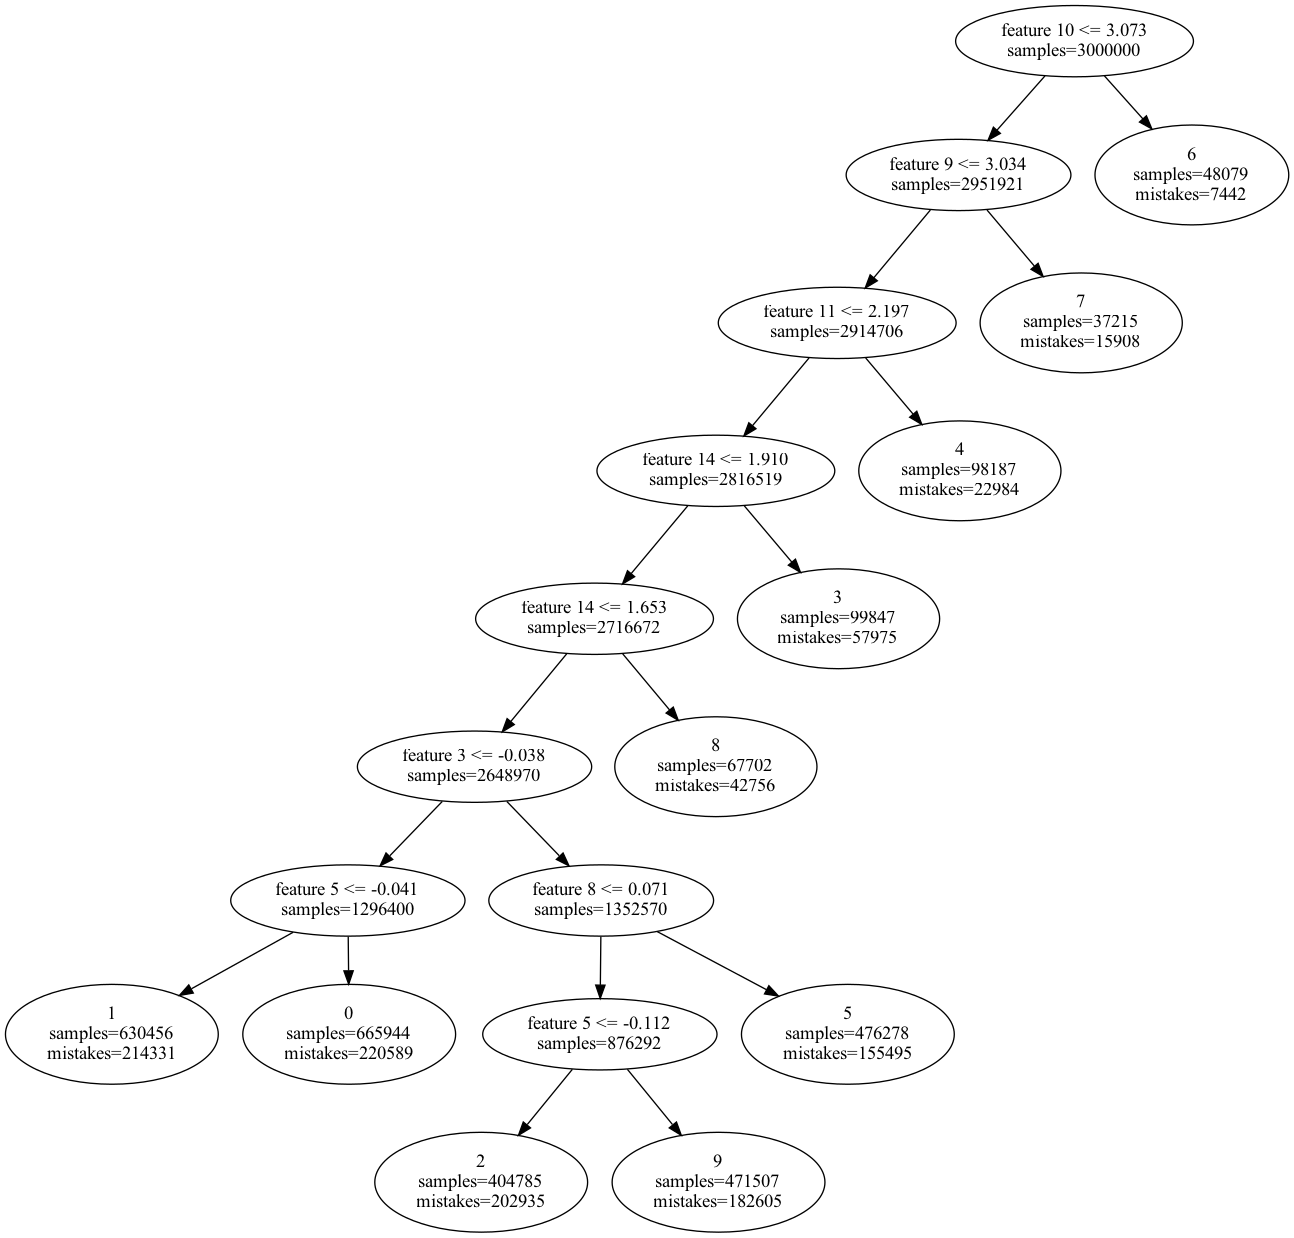 feature 10 <= 3.073
samples=3000000
feature 9 <= 3.034
samples=2951921
6
samples=48079
mistakes=7442
feature 11 <= 2.197
samples=2914706
7
samples=37215
mistakes=15908
feature 14 <= 1.910
samples=2816519
4
samples=98187
mistakes=22984
feature 14 <= 1.653
samples=2716672
3
samples=99847
mistakes=57975
feature 3 <= -0.038
samples=2648970
8
samples=67702
mistakes=42756
feature 5 <= -0.041
samples=1296400
feature 8 <= 0.071
samples=1352570
1
samples=630456
mistakes=214331
0
samples=665944
mistakes=220589
feature 5 <= -0.112
samples=876292
5
samples=476278
mistakes=155495
2
samples=404785
mistakes=202935
9
samples=471507
mistakes=182605